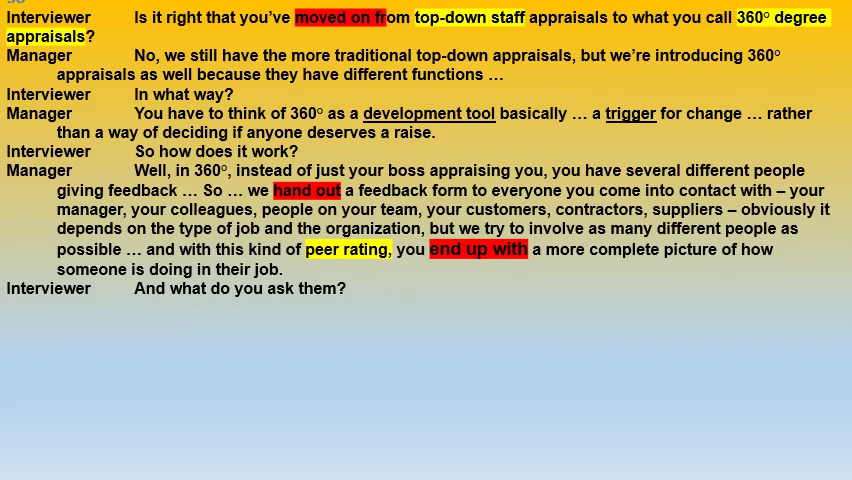 Interviewer Is it right that you've moved on from top-down staff appraisals to what you call 360° degree
appraisals?
Manager No, we still have the more traditional top-down appraisals, but we're introducing 360°
appraisals as well because they have different functions …
Interviewer In what way?
Manager You have to think of 360° as a development tool basically … a trigger for change … rather
than a way of deciding if anyone deserves a raise.
Interviewer So how does it work?
Manager Well, in 360°, instead of just your boss appraising you, you have several different people
giving feedback … So … we hand out a feedback form to everyone you come into contact with – your
manager, your colleagues, people on your team, your customers, contractors, suppliers – obviously it
depends on the type of job and the organization, but we try to involve as many different people as
possible … and with this kind of peer rating, you end up with a more complete picture of how
someone is doing in their job.
Interviewer And what do you ask them?